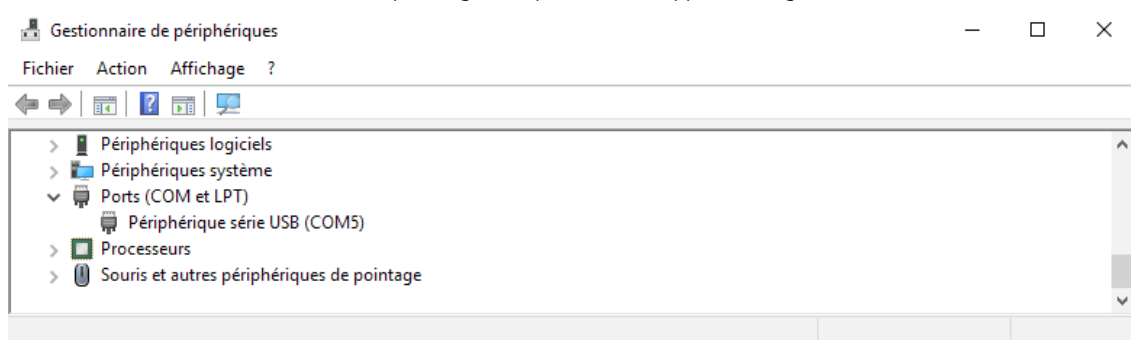 Gestionnaire de périphériques
Fichier Action Affichage ?
Périphériques logiciels
Périphériques système
Ports (COM et LPT)
Périphérique série USB (COM5)
Processeurs
Souris et autres périphériques de pointage